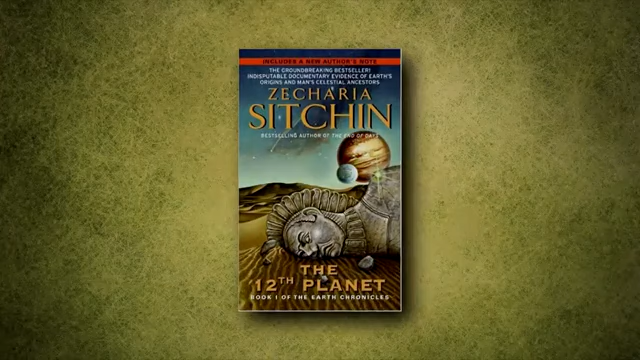 INCLUDES A NEW AUTHOR'S NOTE
THE GROUNDBREAKING BESTSELLER!
INDISPUTABLE DOCUMENTARY EVIDENCE OF EARTH'S
ORIGINS AND MAN'S CELESTIAL ANCESTORS
ZECHARIA
SITCHIN
BESTSELLING AUTHOR OF THE END OF DAYS
THE
12TH PLANET
BOOK I OF THE EARTH CHRONICLES